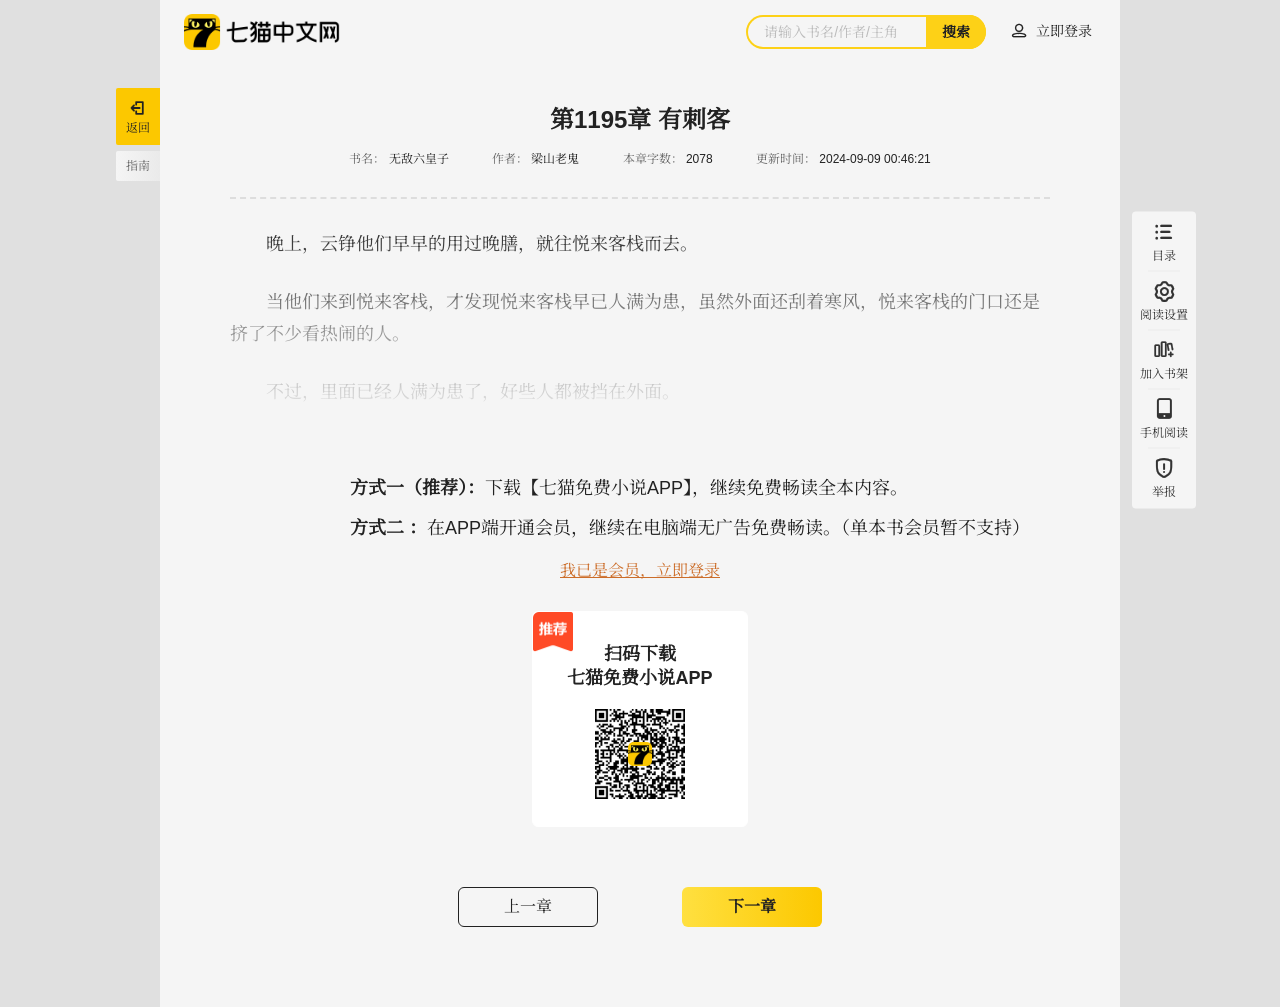 七猫中文网
请输入书名/作者/主角
搜索
立即登录
返回
指南
第1195章 有刺客
书名： 无敌六皇子 作者： 梁山老鬼 本章字数： 2078 更新时间： 2024-09-09 00:46:21
晚上，云铮他们早早的用过晚膳，就往悦来客栈而去。
当他们来到悦来客栈，才发现悦来客栈早已人满为患，虽然外面还刮着寒风，悦来客栈的门口还是
挤了不少看热闹的人。
不过，里面已经人满为患了，好些人都被挡在外面。
目录
阅读设置
加入书架
手机阅读
举报
方式一（推荐）：下载【七猫免费小说APP】，继续免费畅读全本内容。
方式二 ：在APP端开通会员，继续在电脑端无广告免费畅读。（单本书会员暂不支持）
我已是会员，立即登录
推荐
扫码下载
七猫免费小说APP
上一章
下一章